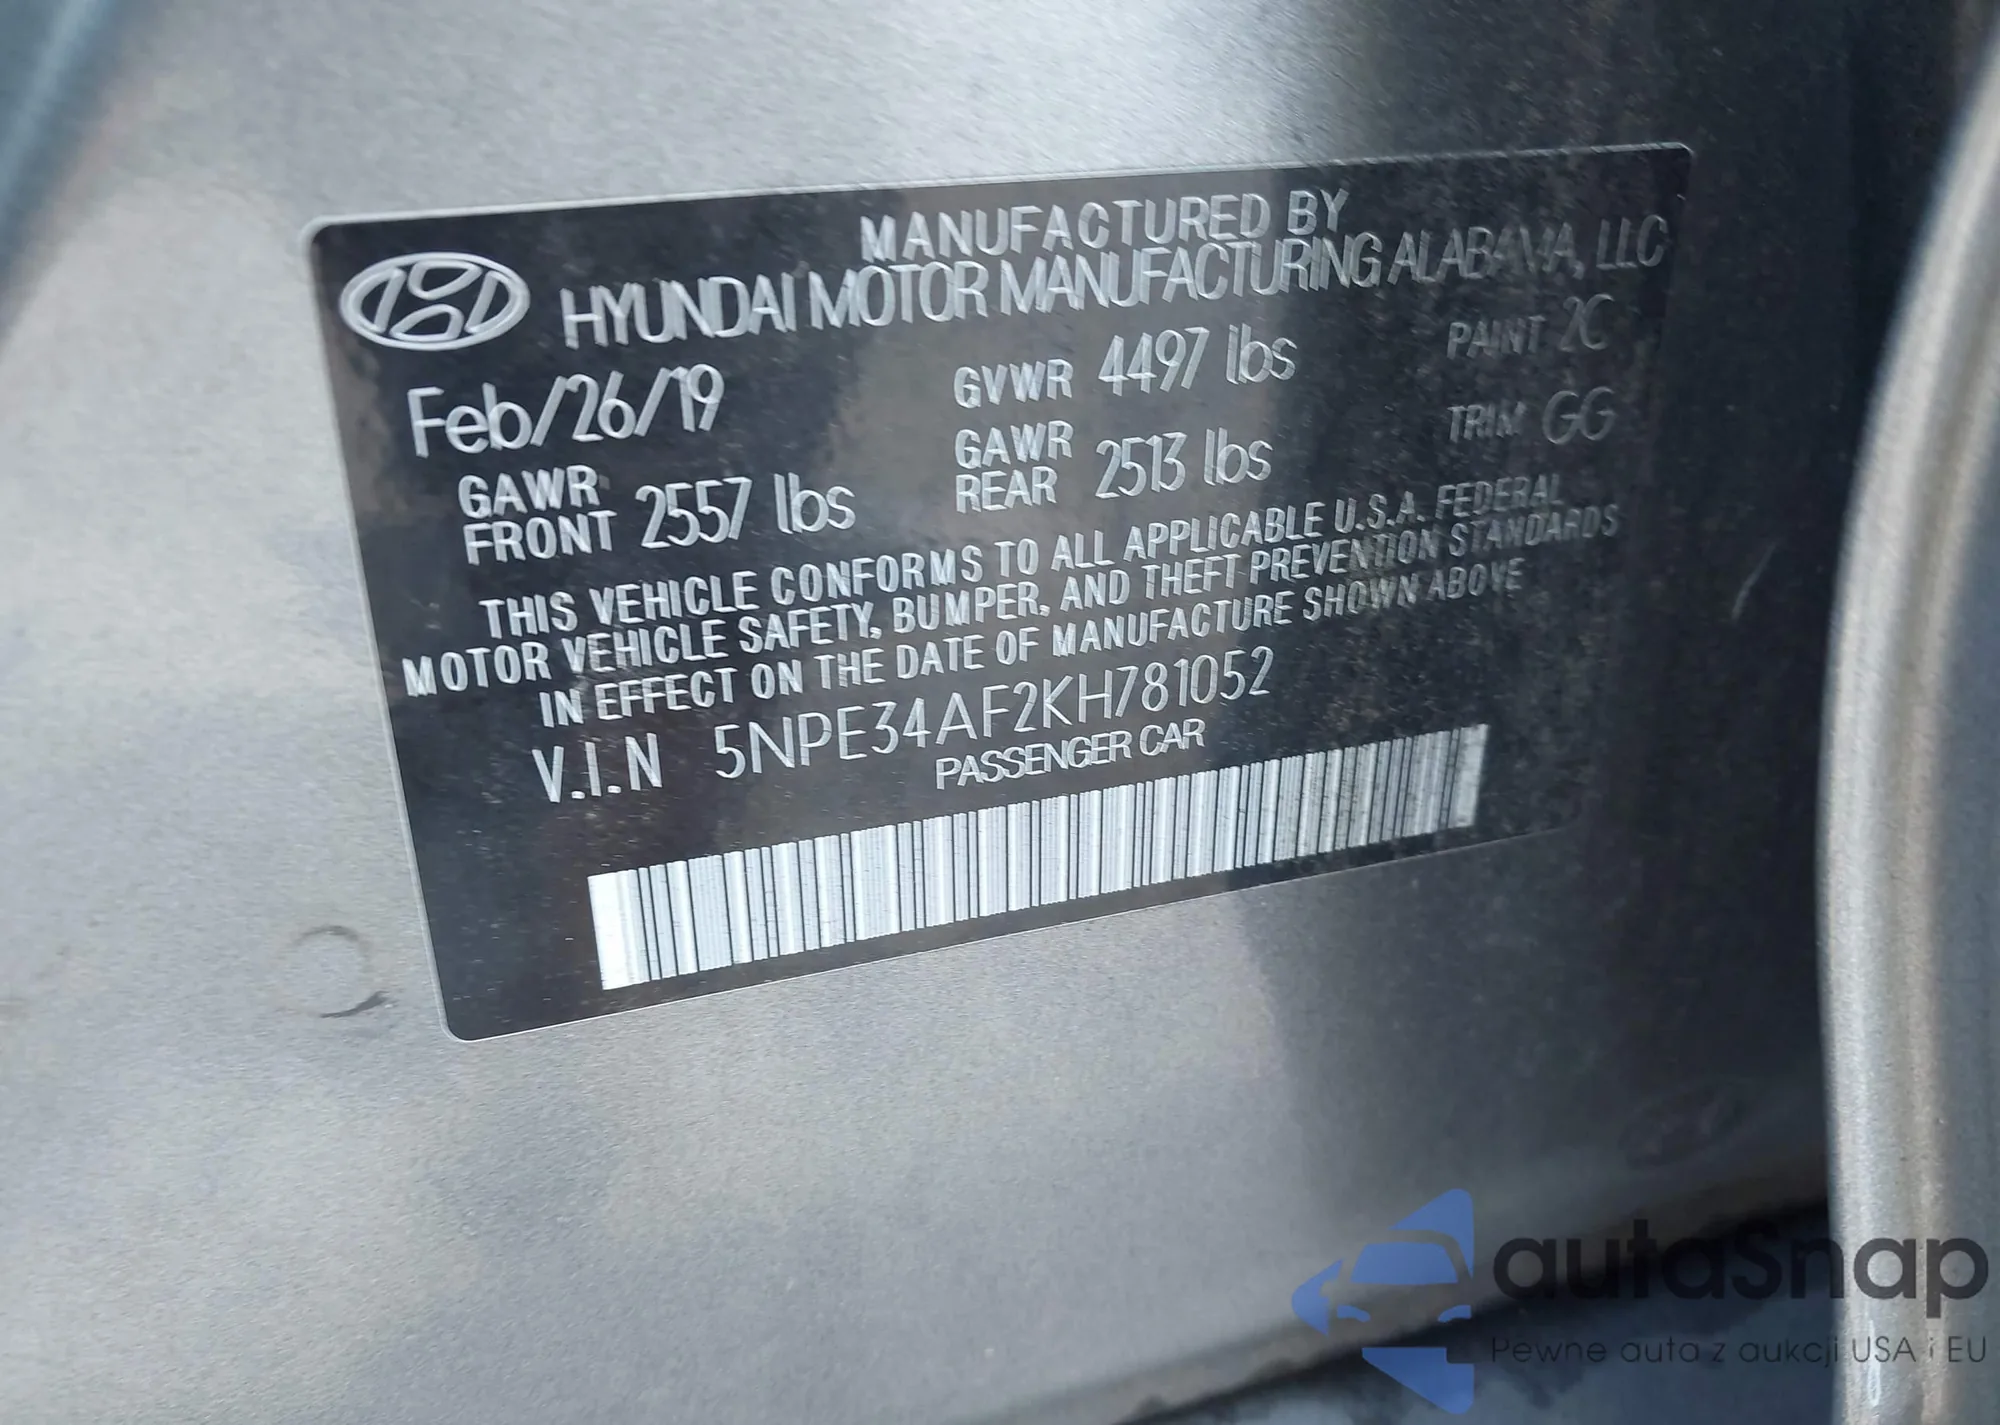 MANUFACTURED BY
HYUNDAI MOTOR MANUFACTURING ALABAMA, LLC
Feb/26/19 GVWR 4497 lbs PAINT 2C
GAWR FRONT 2557 lbs GAWR REAR 2513 lbs TRIM GG
THIS VEHICLE CONFORMS TO ALL APPLICABLE U.S.A. FEDERAL
MOTOR VEHICLE SAFETY, BUMPER, AND THEFT PREVENTION STANDARDS
IN EFFECT ON THE DATE OF MANUFACTURE SHOWN ABOVE
V.I.N 5NPE34AF2KH781052
PASSENGER CAR
autaSnap
Pewne auta z aukcji USA i EU